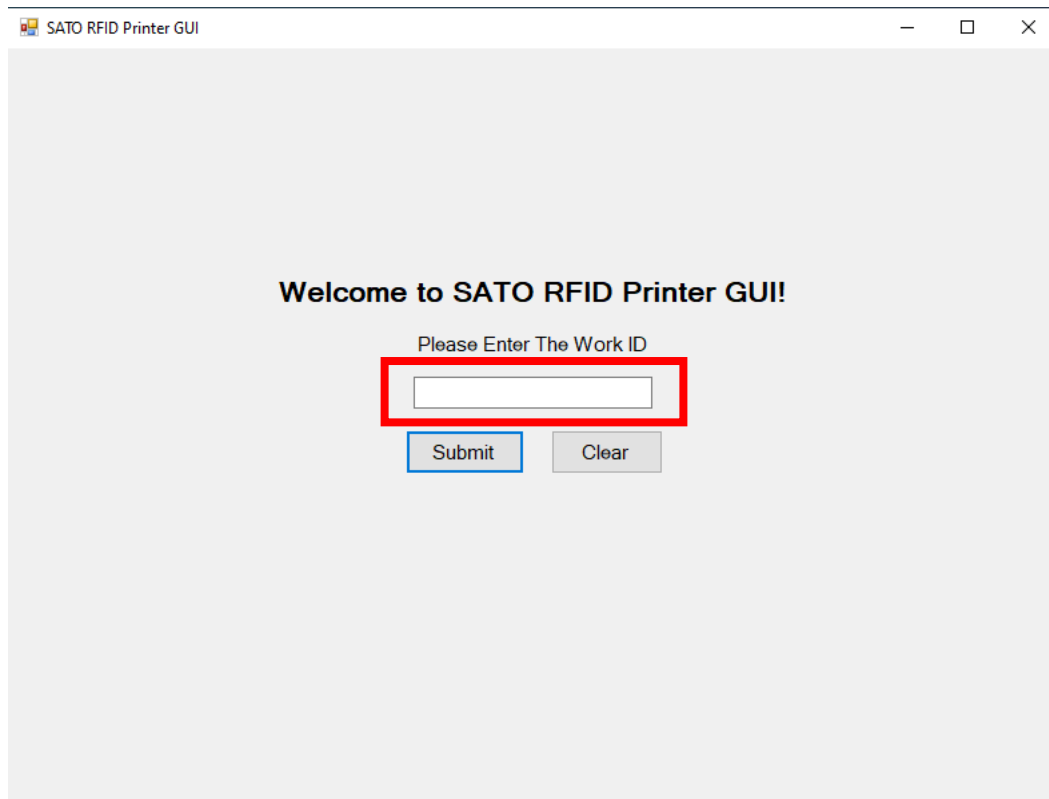 SATO RFID Printer GUI
Welcome to SATO RFID Printer GUI!
Please Enter The Work ID
Submit Clear